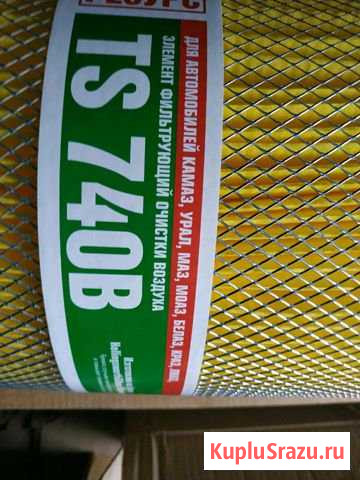 РЕСУРС
ДЛЯ АВТОМОБИЛЕЙ КАМАЗ, УРАЛ, МАЗ, МОАЗ, БЕЛАЗ, КРАЗ,
ЭЛЕМЕНТ ФИЛЬТРУЮЩИЙ ОЧИСТКИ ВОЗДУХА
TS 740B
KupluSrazu.ru